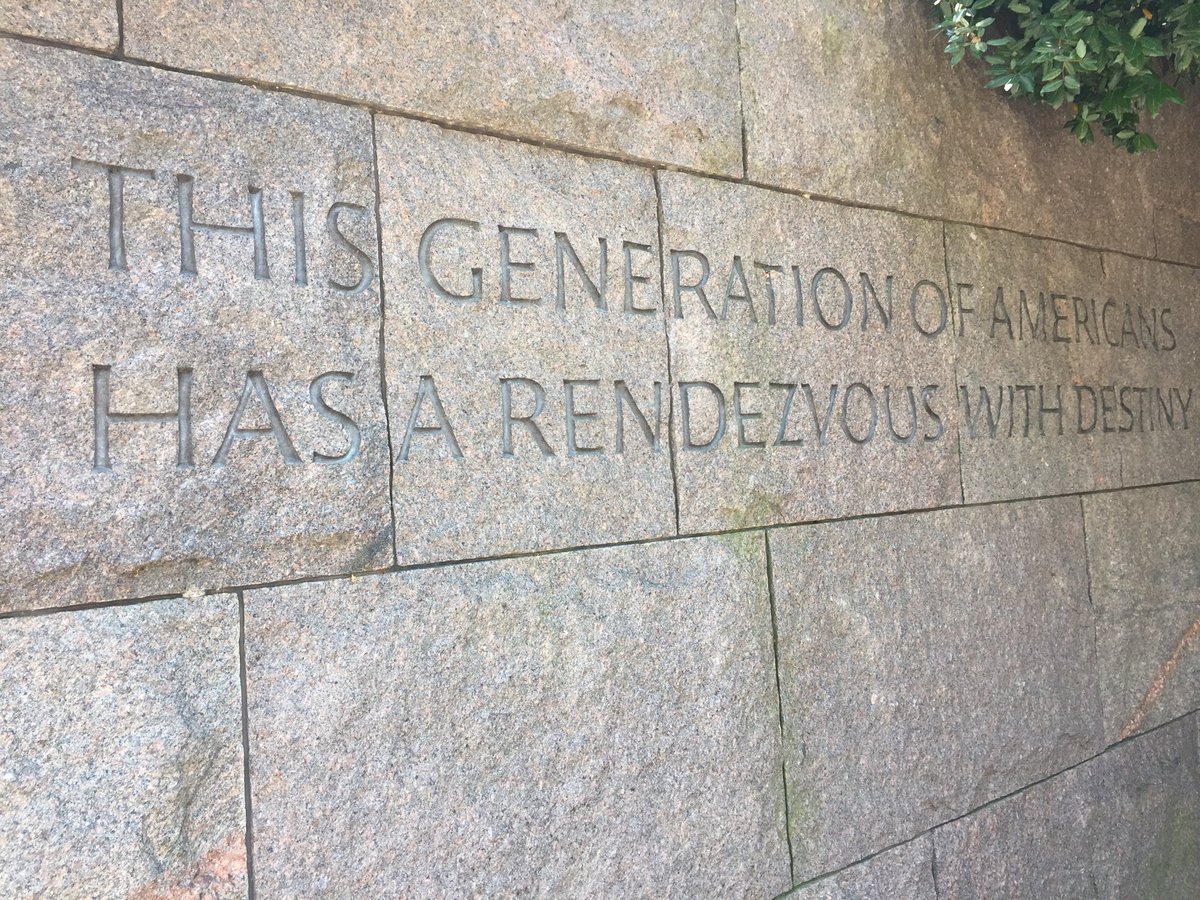 THIS GENERATION OF AMERICANS
HAS A RENDEZVOUS WITH DESTINY